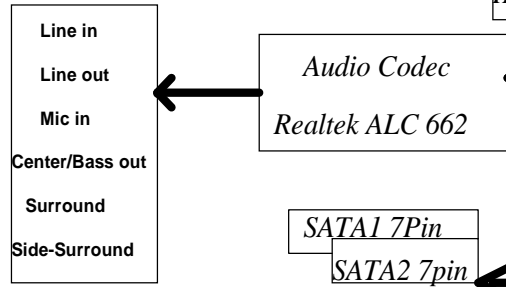 Line in
Line out
Mic in
Center/Bass out
Surround
Side-Surround
Audio Codec
Realtek ALC 662
SATA1 7Pin
SATA2 7pin